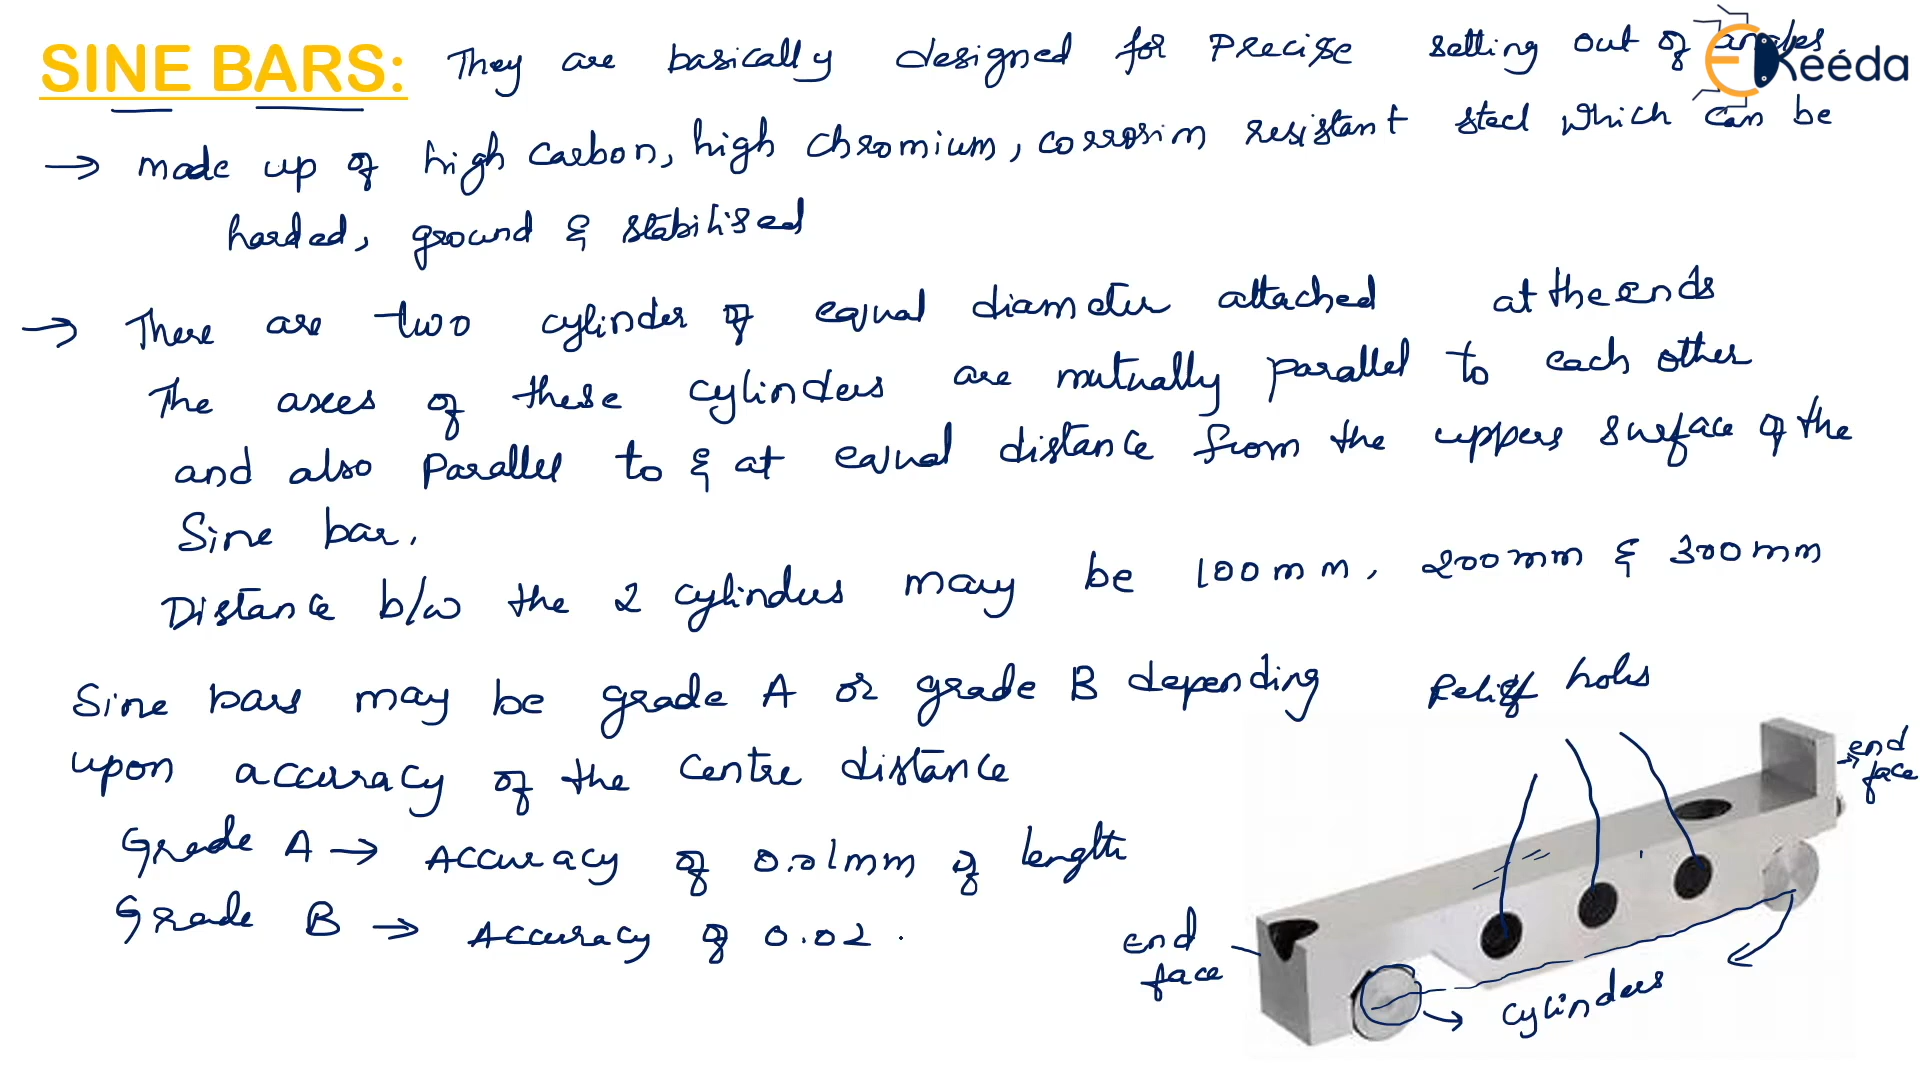 SINE BARS: They are basically designed for Precise setting out of angles
EKeéda
→ made up of high carbon, high chromium, corrosion resistant steel which can be
harded, ground & stabilised
→ There are two cylinder of equal diameter attached at the ends
The axes of these cylinders are mutually parallel to each other
and also Parallel to & at equal distance from the upper surface of the
Sine bar.
Distance b/w the 2 cylinders may be 100mm, 200mm & 300mm
Sine bars may be grade A or grade B depending
upon accuracy of the centre distance
Grade A → Accuracy of 0.01mm of length
Grade B → Accuracy of 0.02.
Relief holes
end
face
end
face
cylinders